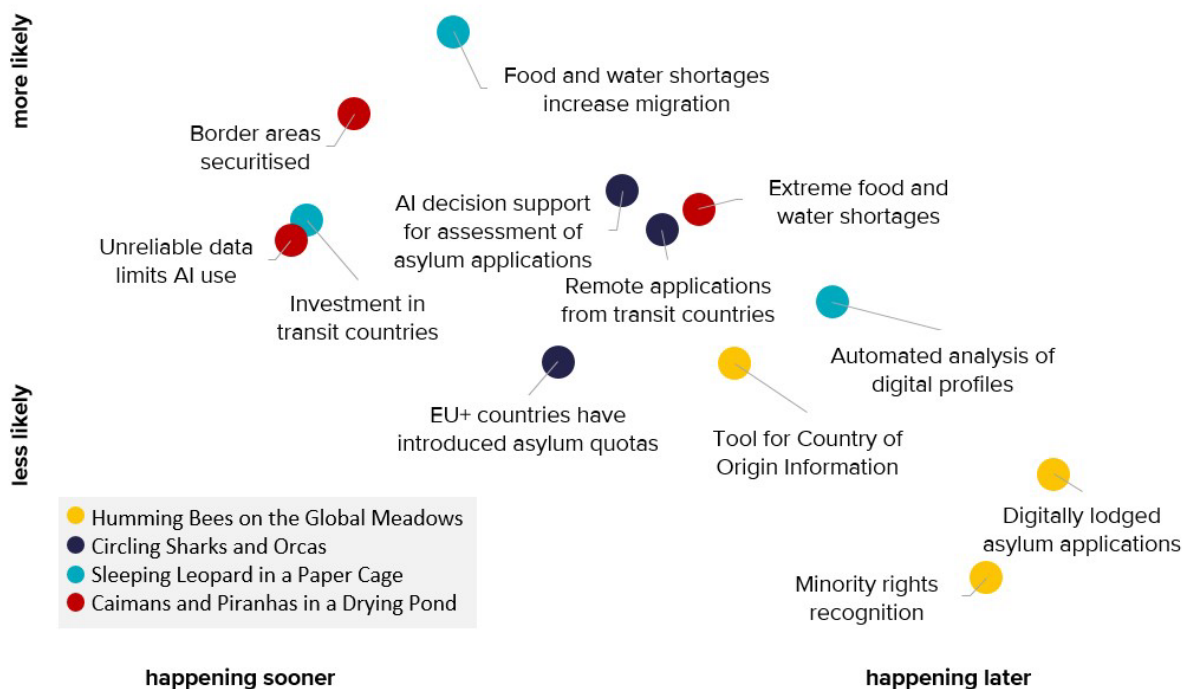 more likely
less likely
Food and water shortages
increase migration
Border areas
securitised
AI decision support
for assessment of
asylum applications
Extreme food and
water shortages
Unreliable data
limits AI use
Investment in
transit countries
Remote applications
from transit countries
Automated analysis of
digital profiles
EU+ countries have
introduced asylum quotas
Tool for Country of
Origin Information
Digitally lodged
asylum applications
Minority rights
recognition
Humming Bees on the Global Meadows
Circling Sharks and Orcas
Sleeping Leopard in a Paper Cage
Caimans and Piranhas in a Drying Pond
happening sooner
happening later